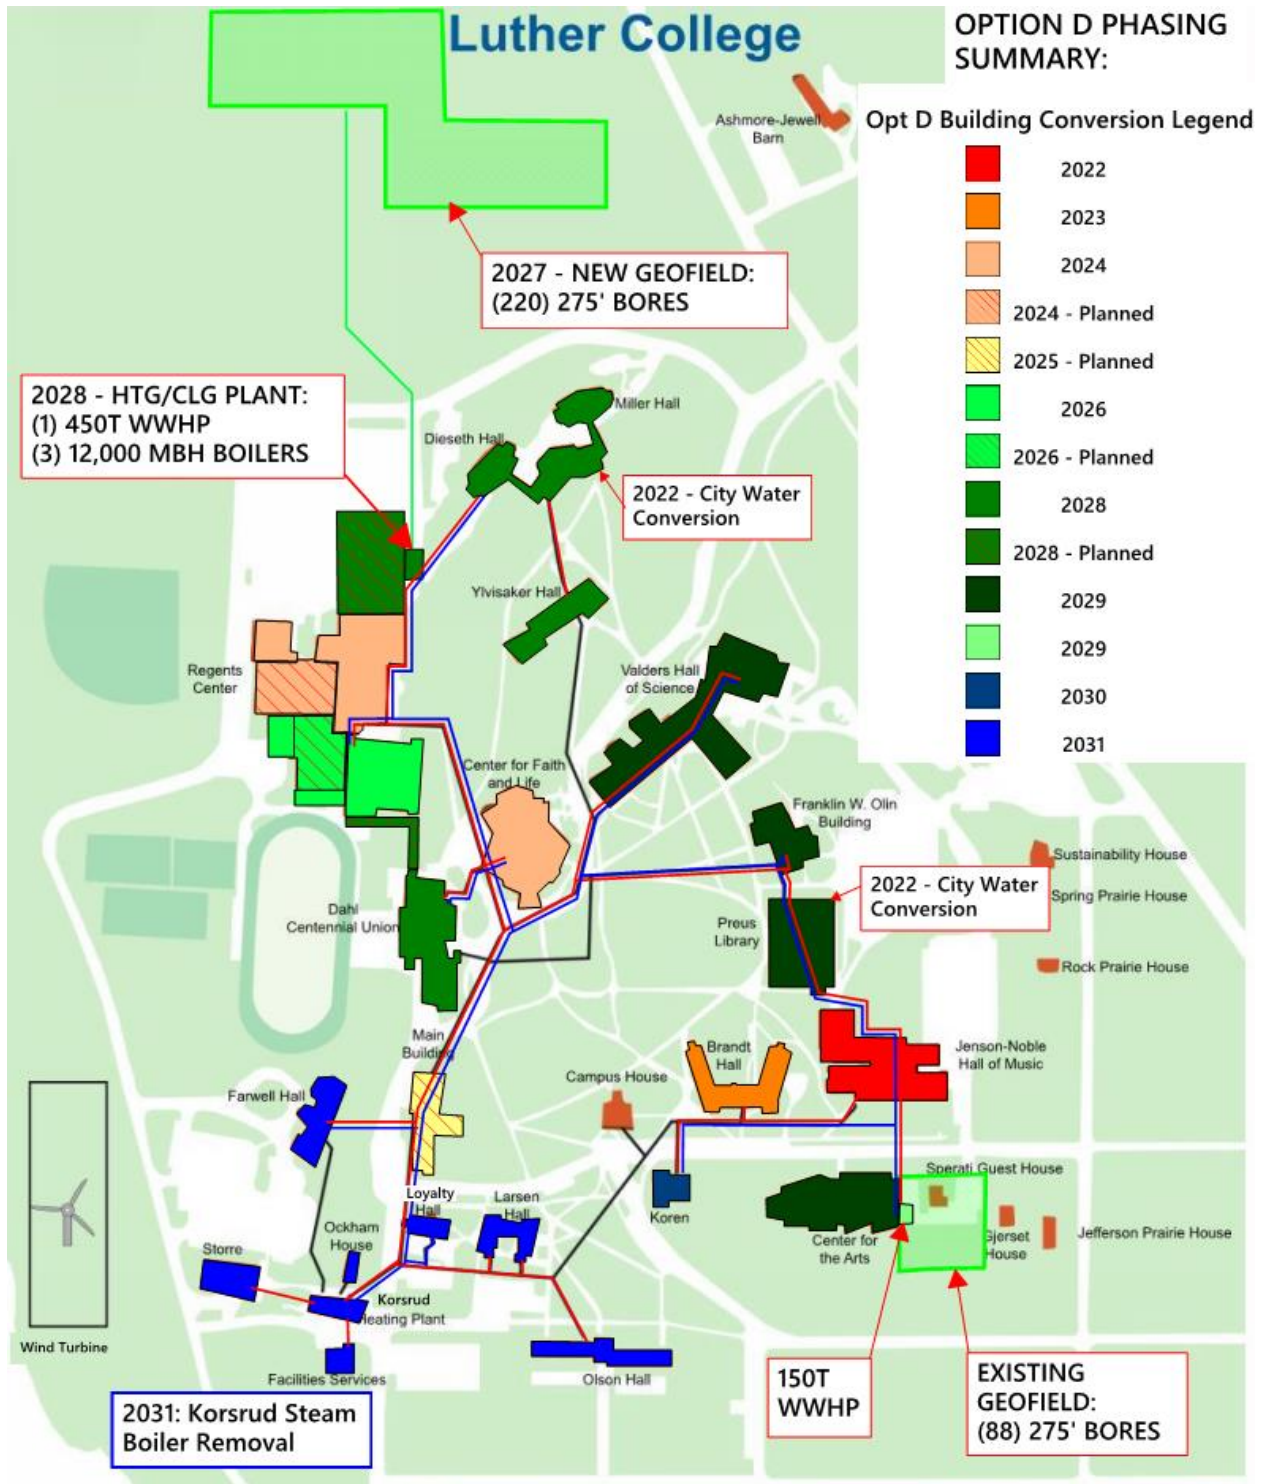 Luther College
OPTION D PHASING
SUMMARY:
Opt D Building Conversion Legend
2022
2023
2024
2024 - Planned
2025 - Planned
2026
2026 - Planned
2028
2028 - Planned
2029
2029
2030
2031
Ashmore-Jewell
Barn
2027 - NEW GEOFIELD:
(220) 275' BORES
2028 - HTG/CLG PLANT:
(1) 450T WWHP
(3) 12,000 MBH BOILERS
Miller Hall
Dieseth Hall
2022 - City Water
Conversion
Ylvisaker Hall
Regents
Center
Valders Hall
of Science
Center for Faith
and Life
Franklin W. Olin
Building
Sustainability House
2022 - City Water
Conversion
Spring Prairie House
Dahl
Centennial Union
Preus
Library
Rock Prairie House
Main
Building
Brandt
Hall
Jenson-Noble
Hall of Music
Campus House
Farwell Hall
Sperati Guest House
Loyalty
Hall
Larsen
Hall
Koren
Ockham
House
Center for
the Arts
Gjerset
House
Jefferson Prairie House
Storre
Korsrud
Heating Plant
Wind Turbine
Facilities Services
Olson Hall
150T
WWHP
EXISTING
GEOFIELD:
(88) 275' BORES
2031: Korsrud Steam
Boiler Removal